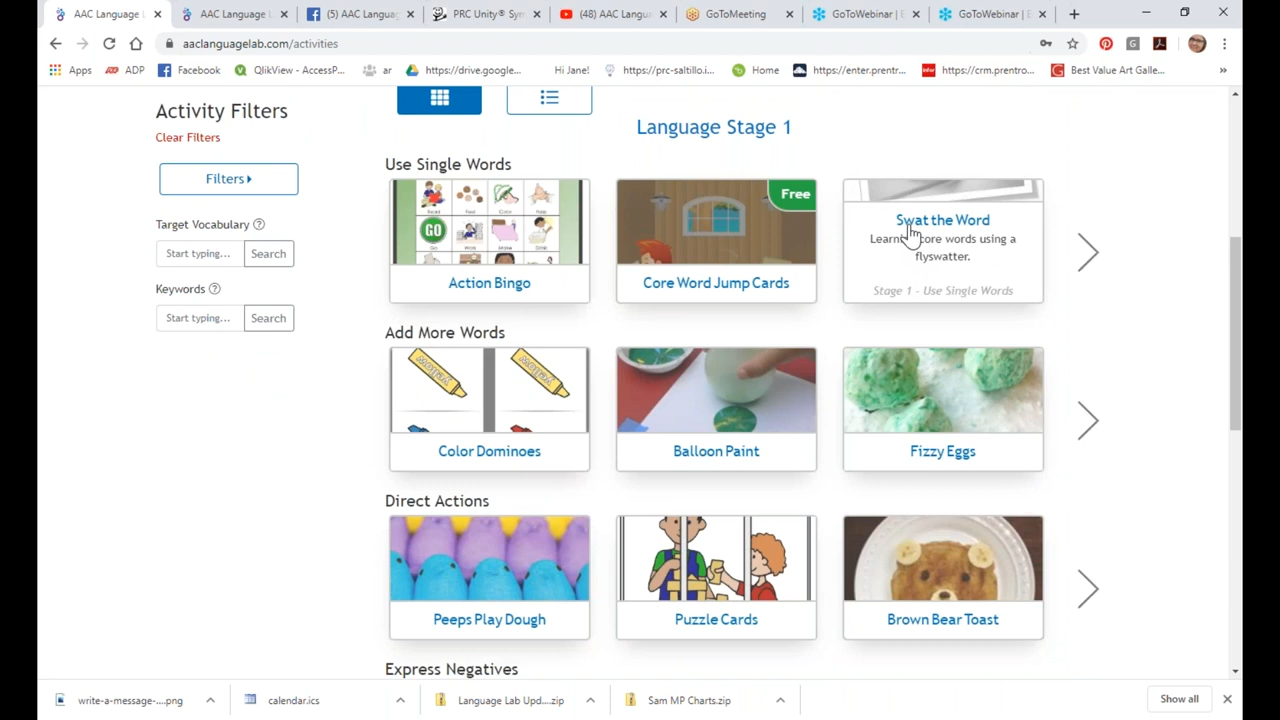 AAC Language L
AAC Language L
(5) AAC Languag
PRC Unity® Sym
(48) AAC Langu
GoToMeeting
GoToWebinar | E
GoToWebinar | E
aaclanguagelab.com/activities
Apps
ADP
Facebook
QlikView - AccessP...
ar
https://drive.google...
Hi Jane!
https://prc-saltillo.i...
Home
https://enter.prentr...
https://crm.prentro...
Best Value Art Galle...
Activity Filters
Clear Filters
Filters
Target Vocabulary ?
Start typing... Search
Keywords ?
Start typing... Search
Language Stage 1
Use Single Words
GO
Action Bingo
Free
Core Word Jump Cards
Swat the Word
core words using a
flyswatter.
Stage 1 - Use Single Words
Add More Words
Color Dominoes
Balloon Paint
Fizzy Eggs
Direct Actions
Peeps Play Dough
Puzzle Cards
Brown Bear Toast
Express Negatives
write-a-message-....png
calendar.ics
Language Lab Upd....zip
Sam MP Charts.zip
Show all